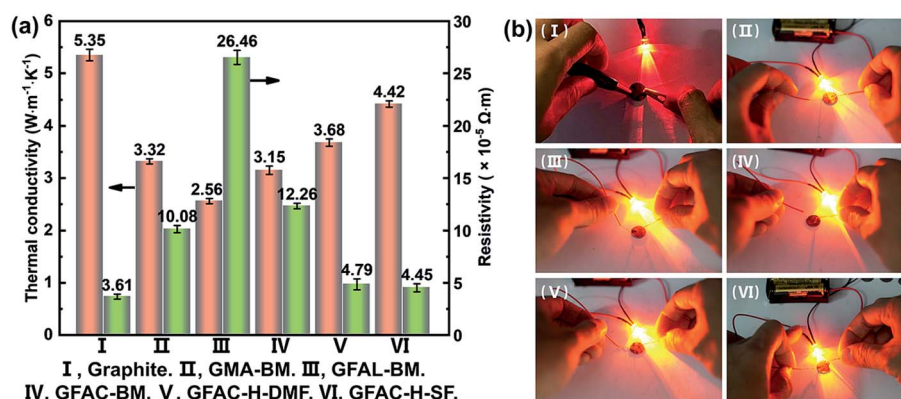 (a)
Thermal conductivity (W·m⁻¹·K⁻¹)
6
5
4
3
2
1
0
5.35
3.61
3.32
10.08
2.56
26.46
3.15
12.26
3.68
4.79
4.42
4.45
30
25
20
15
10
5
0
Resistivity ( × 10⁻⁵ Ω·m)
I II III IV V VI
I , Graphite. II, GMA-BM. III, GFAL-BM.
IV, GFAC-BM. V , GFAC-H-DMF. VI, GFAC-H-SF.
(b)
( I )
(II)
(III)
(IV)
( V )
(VI)